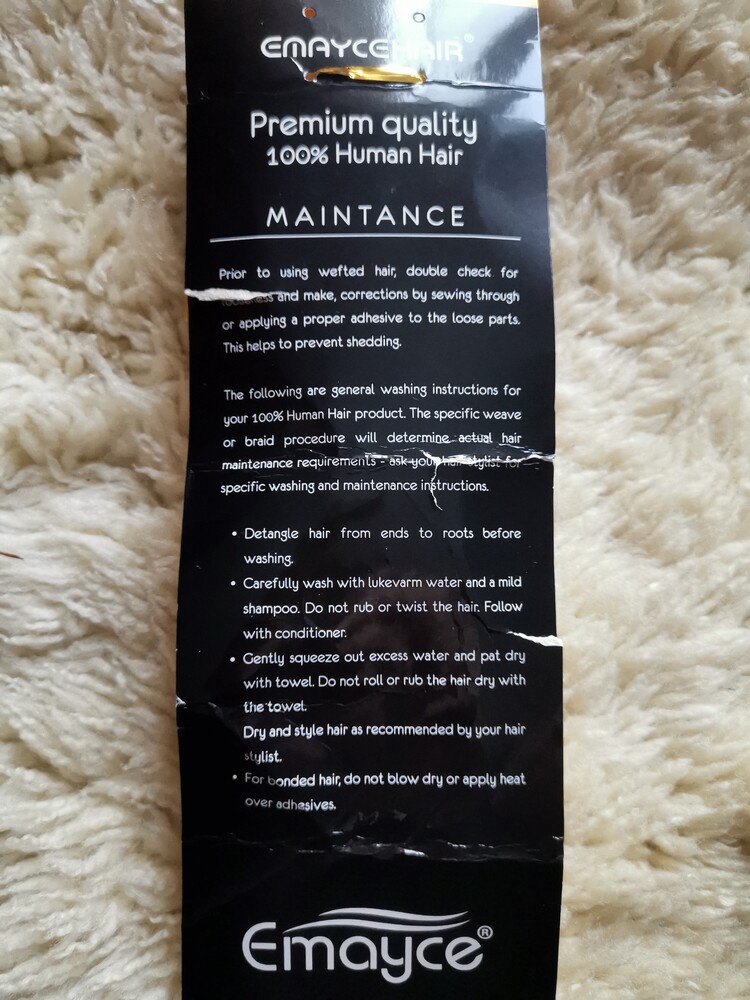 EMAYCEHAIR®
Premium quality
100% Human Hair
MAINTANCE
Prior to using wefted hair, double check for
and make, corrections by sewing through
or applying a proper adhesive to the loose parts.
This helps to prevent shedding.
The following are general washing instructions for
your 100% Human Hair product. The specific weave
or braid procedure will determine actual hair
maintenance requirements - ask your hair stylist for
specific washing and maintenance instructions.
• Detangle hair from ends to roots before
washing.
• Carefully wash with lukevarm water and a mild
shampoo. Do not rub or twist the hair. Follow
with conditioner.
• Gently squeeze out excess water and pat dry
with towel. Do not roll or rub the hair dry with
the towel.
Dry and style hair as recommended by your hair
stylist.
• For bonded hair, do not blow dry or apply heat
over adhesives.
Emayce®